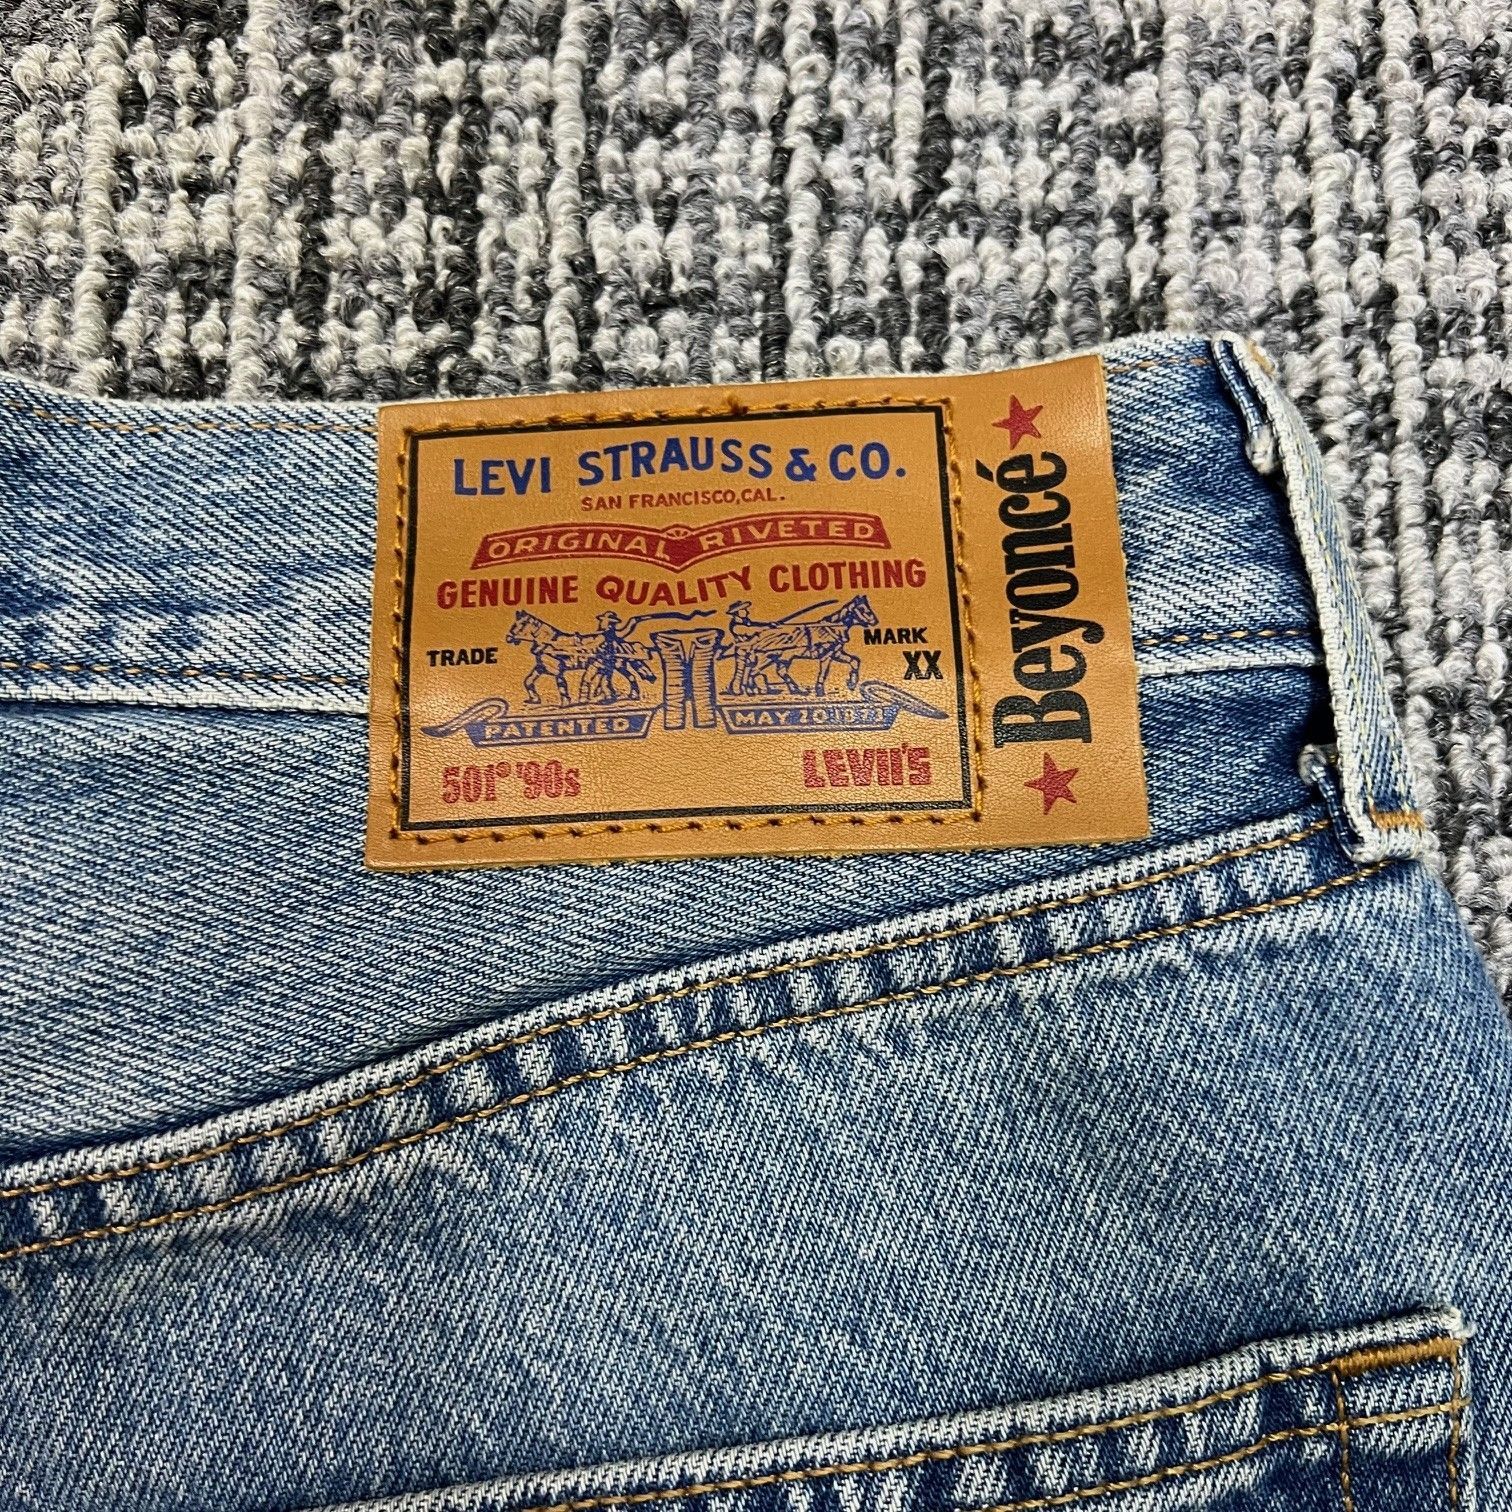 LEVI STRAUSS & CO.
SAN FRANCISCO, CAL.
ORIGINAL RIVETED
GENUINE QUALITY CLOTHING
TRADE MARK
XX
PATENTED MAY 20 1873
501® '90s LEVII'S
Beyoncé